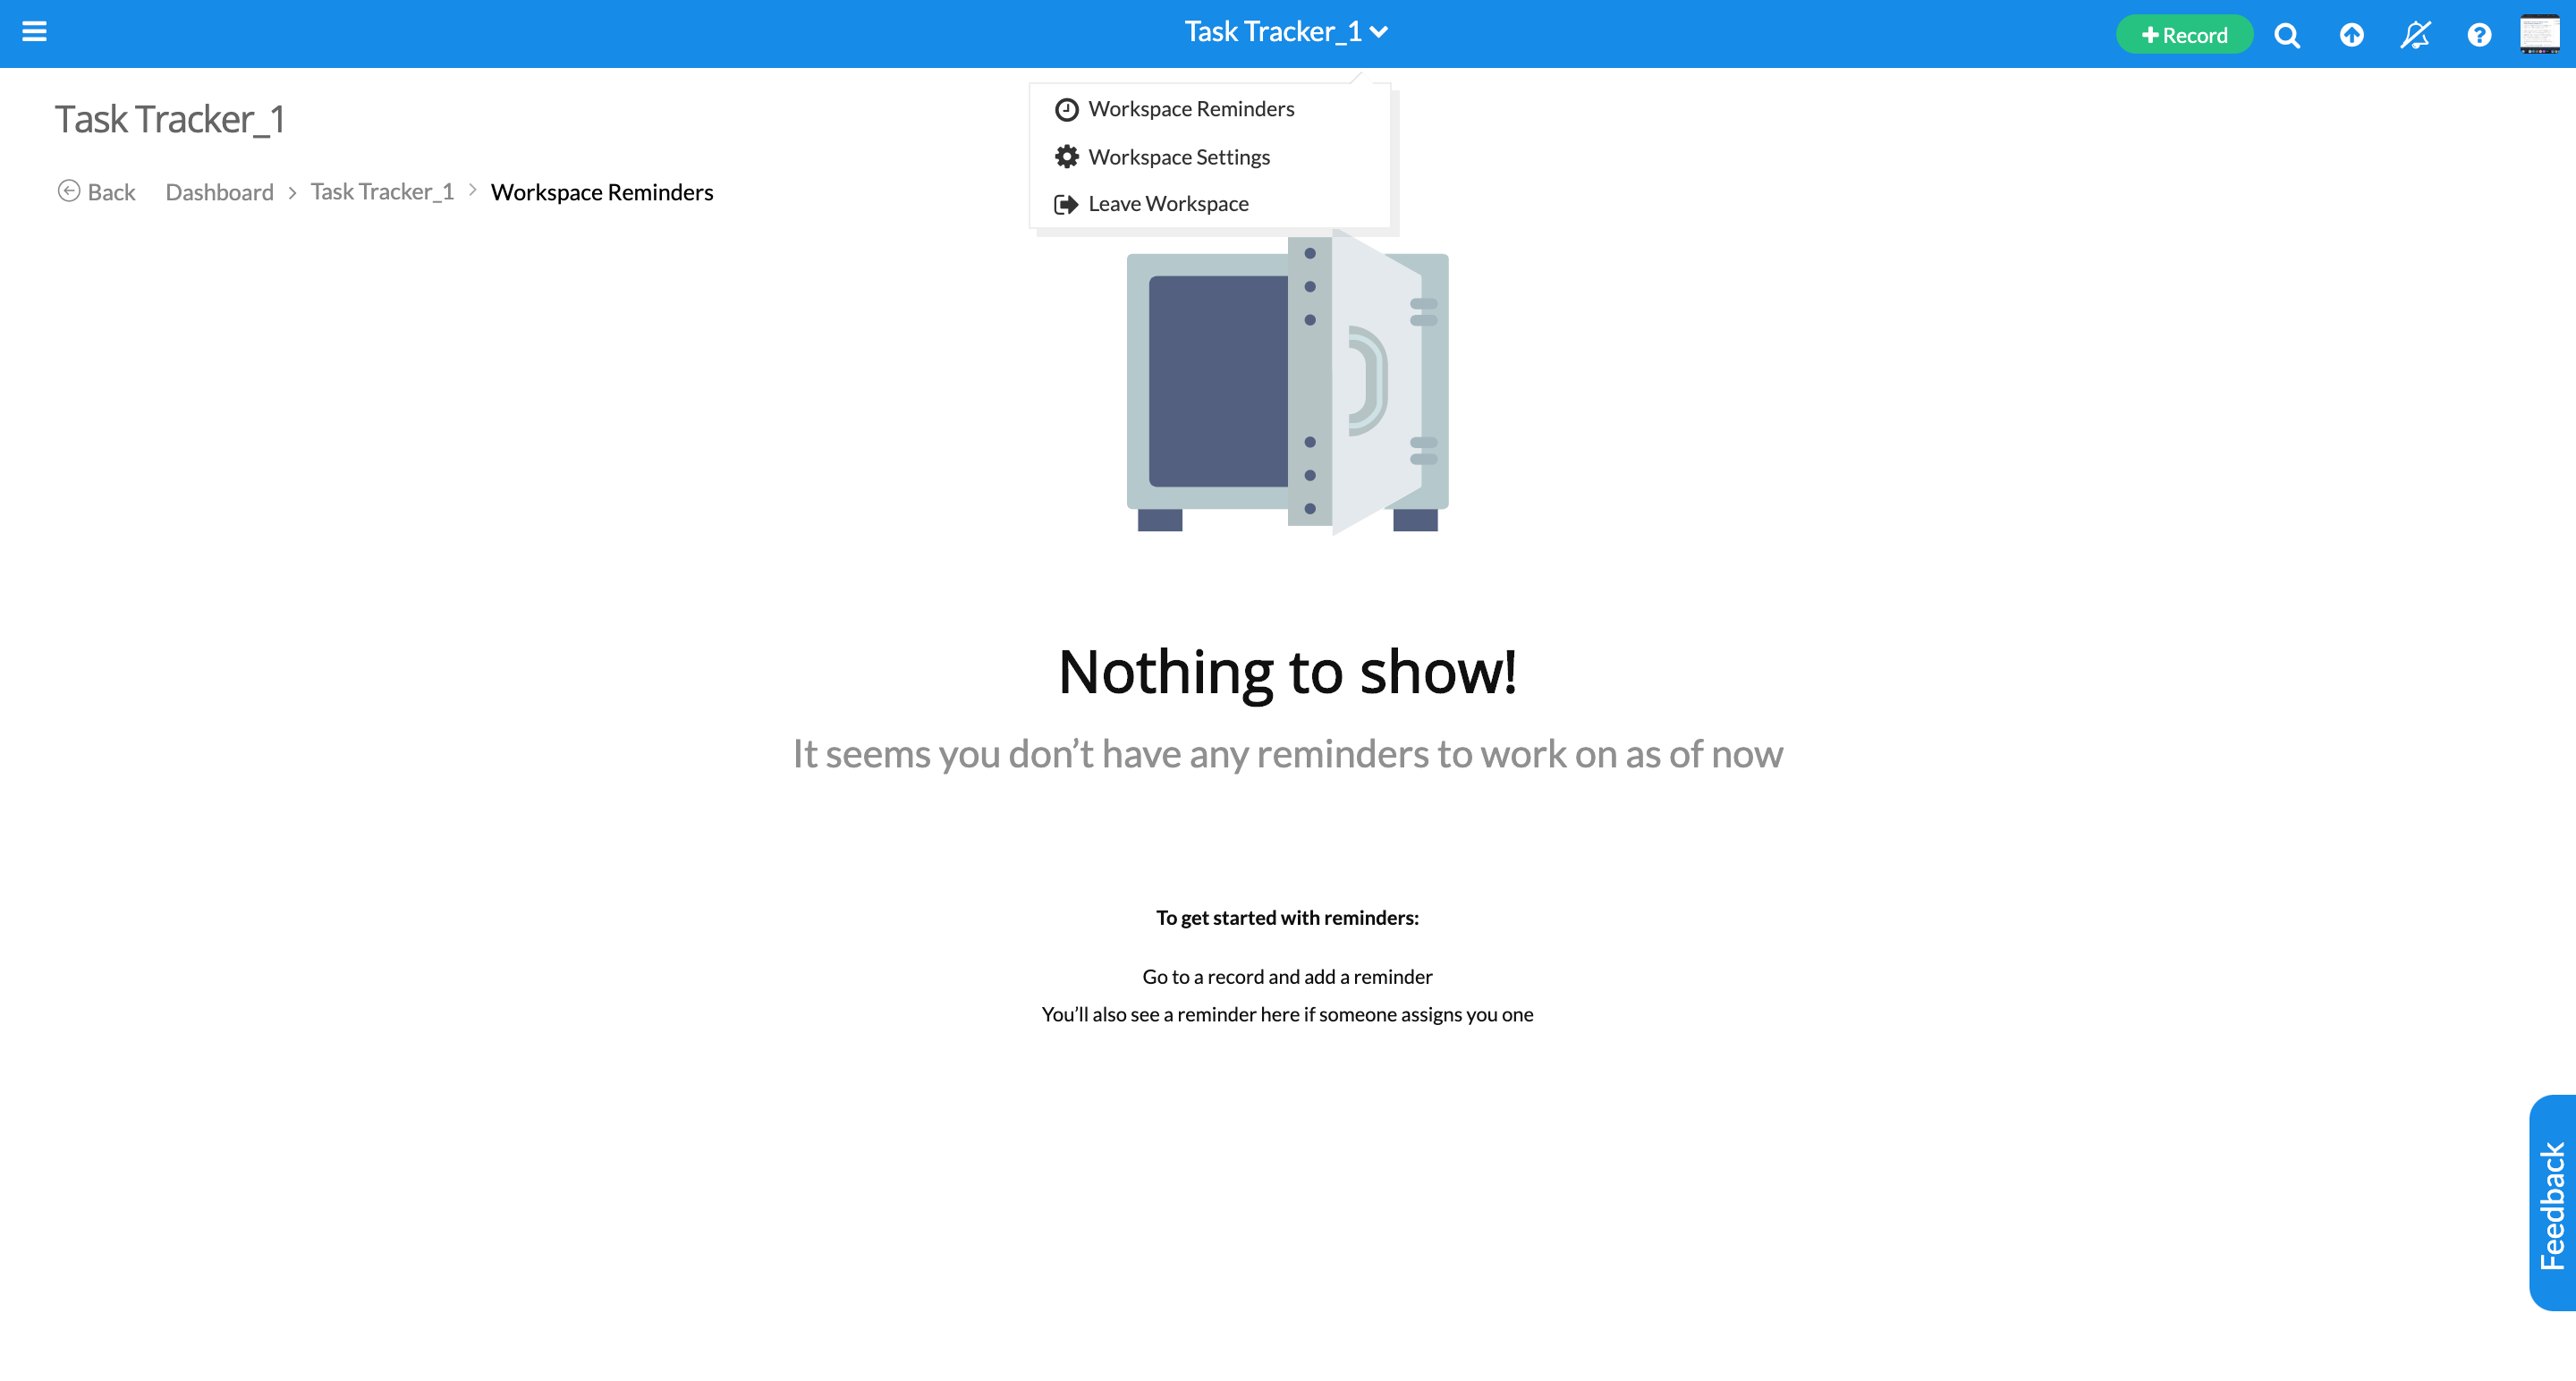 Task Tracker_1
Record
Workspace Reminders
Workspace Settings
Leave Workspace
Task Tracker_1
Back Dashboard > Task Tracker_1 > Workspace Reminders
Nothing to show!
It seems you don’t have any reminders to work on as of now
To get started with reminders:
Go to a record and add a reminder
You’ll also see a reminder here if someone assigns you one
Feedback